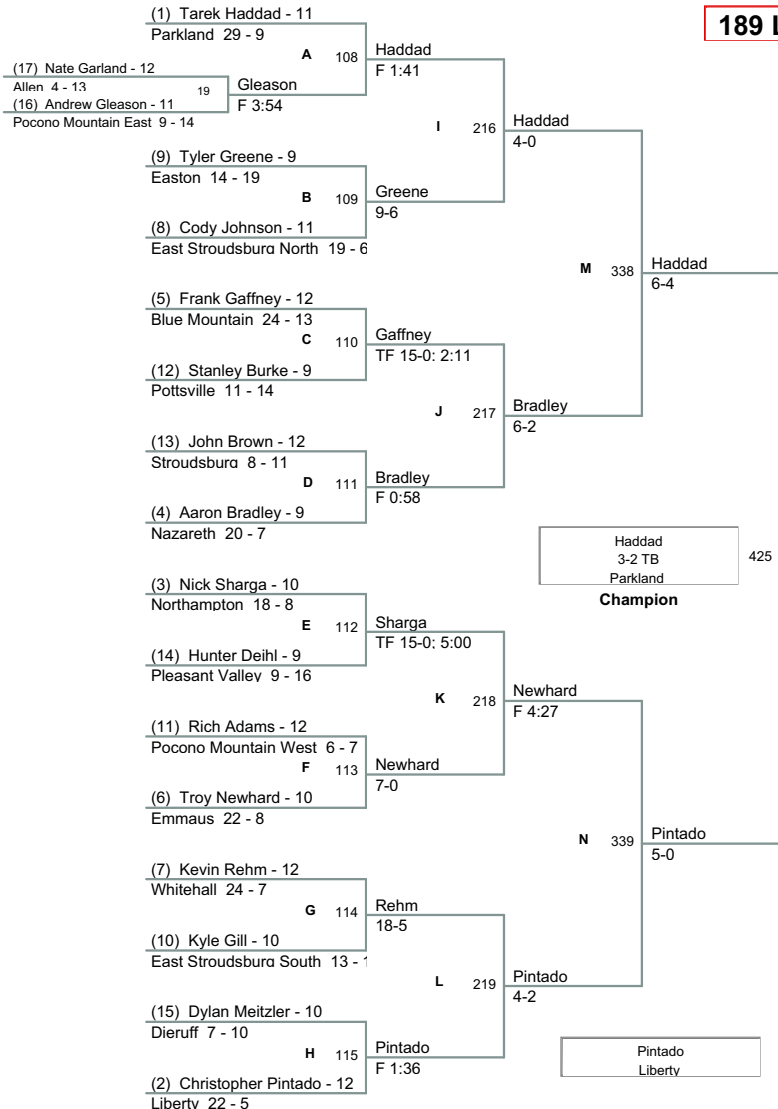 189 L
(1) Tarek Haddad - 11
Parkland 29 - 9
A 108
Haddad
F 1:41
(17) Nate Garland - 12
Allen 4 - 13
19
Gleason
F 3:54
(16) Andrew Gleason - 11
Pocono Mountain East 9 - 14
I 216
Haddad
4-0
(9) Tyler Greene - 9
Easton 14 - 19
B 109
Greene
9-6
(8) Cody Johnson - 11
East Stroudsburg North 19 - 6
M 338
Haddad
6-4
(5) Frank Gaffney - 12
Blue Mountain 24 - 13
C 110
Gaffney
TF 15-0; 2:11
(12) Stanley Burke - 9
Pottsville 11 - 14
J 217
Bradley
6-2
(13) John Brown - 12
Stroudsburg 8 - 11
D 111
Bradley
F 0:58
(4) Aaron Bradley - 9
Nazareth 20 - 7
Haddad
3-2 TB
Parkland
425
Champion
(3) Nick Sharga - 10
Northampton 18 - 8
E 112
Sharga
TF 15-0; 5:00
(14) Hunter Deihl - 9
Pleasant Valley 9 - 16
K 218
Newhard
F 4:27
(11) Rich Adams - 12
Pocono Mountain West 6 - 7
F 113
Newhard
7-0
(6) Troy Newhard - 10
Emmaus 22 - 8
N 339
Pintado
5-0
(7) Kevin Rehm - 12
Whitehall 24 - 7
G 114
Rehm
18-5
(10) Kyle Gill - 10
East Stroudsburg South 13 -
L 219
Pintado
4-2
(15) Dylan Meitzler - 10
Dieruff 7 - 10
H 115
Pintado
F 1:36
(2) Christopher Pintado - 12
Liberty 22 - 5
Pintado
Liberty